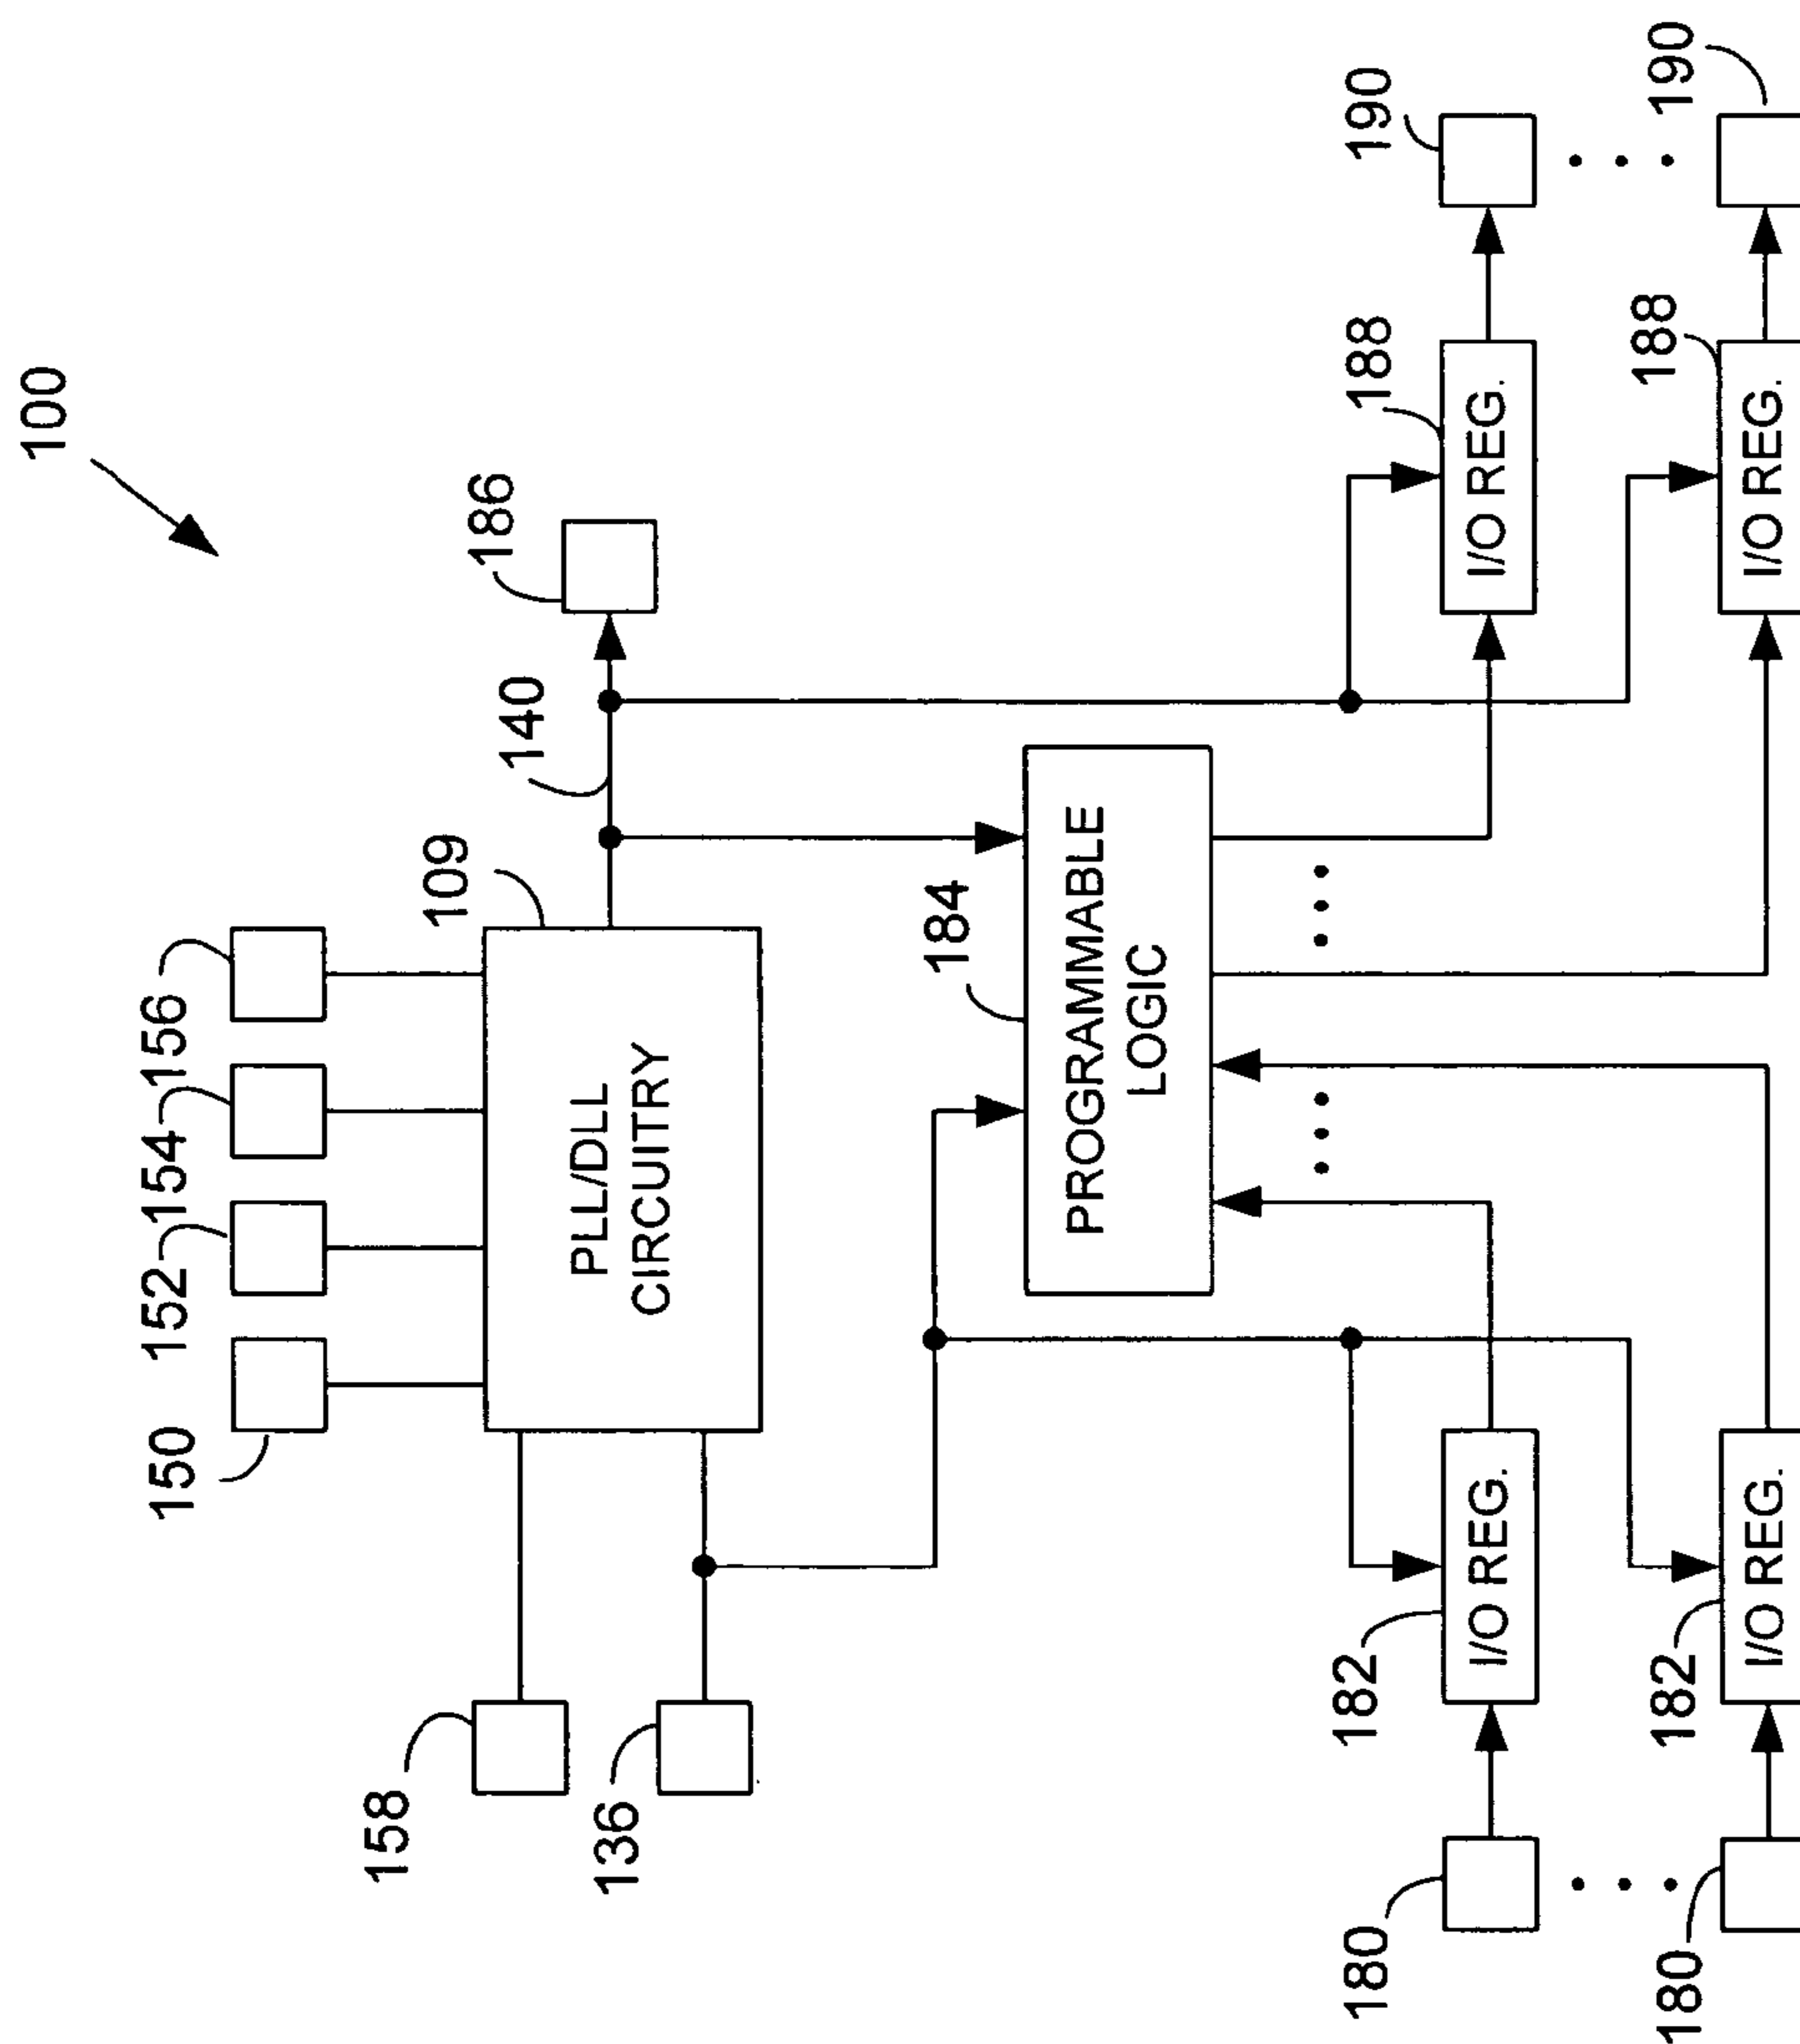 100
150
152
154
156
109
158
136
PLL/DLL
CIRCUITRY
140
186
184
PROGRAMMABLE
LOGIC
180
182
I/O REG.
188
I/O REG.
190
180
182
I/O REG.
188
I/O REG.
190